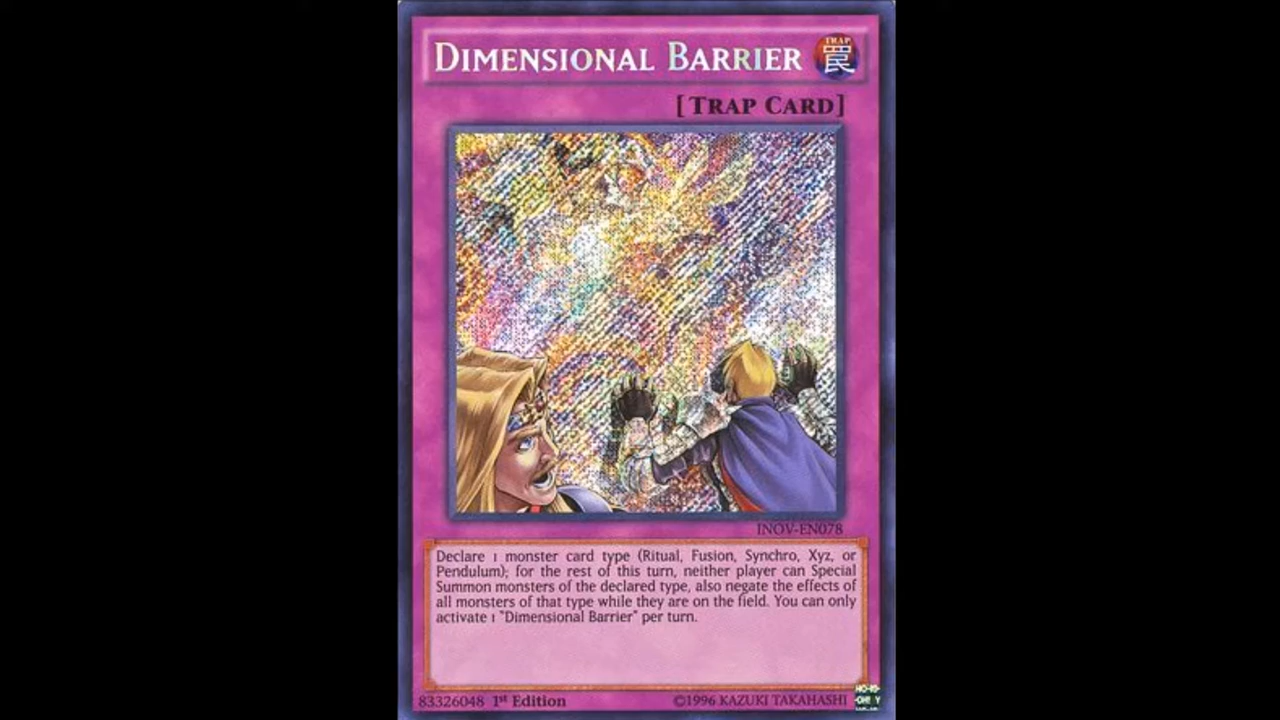 DIMENSIONAL BARRIER
TRAP
罠
[TRAP CARD]
INOV-EN078
Declare 1 monster card type (Ritual, Fusion, Synchro, Xyz, or
Pendulum); for the rest of this turn, neither player can Special
Summon monsters of the declared type, also negate the effects of
all monsters of that type while they are on the field. You can only
activate 1 "Dimensional Barrier" per turn.
83326048 1st Edition
©1996 KAZUKI TAKAHASHI